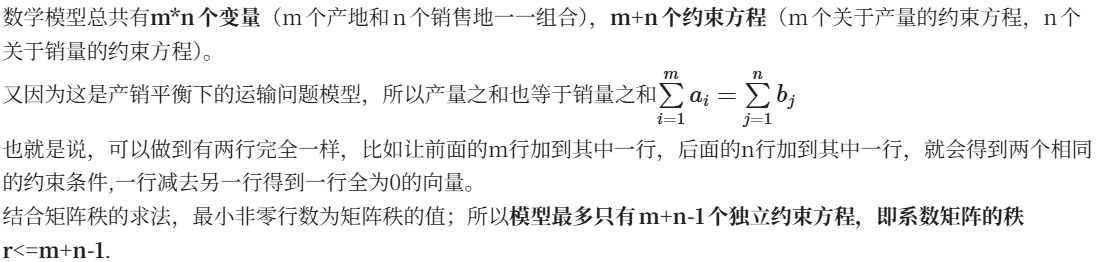 数学模型总共有m*n个变量（m个产地和n个销售地一一组合），m+n个约束方程（m个关于产量的约束方程，n个
关于销量的约束方程）。
又因为这是产销平衡下的运输问题模型，所以产量之和也等于销量之和$\sum_{i=1}^{m} a_i = \sum_{j=1}^{n} b_j$
也就是说，可以做到有两行完全一样，比如让前面的m行加到其中一行，后面的n行加到其中一行，就会得到两个相同
的约束条件,一行减去另一行得到一行全为0的向量。
结合矩阵秩的求法，最小非零行数为矩阵秩的值；所以模型最多只有m+n-1个独立约束方程，即系数矩阵的秩
r<=m+n-1.